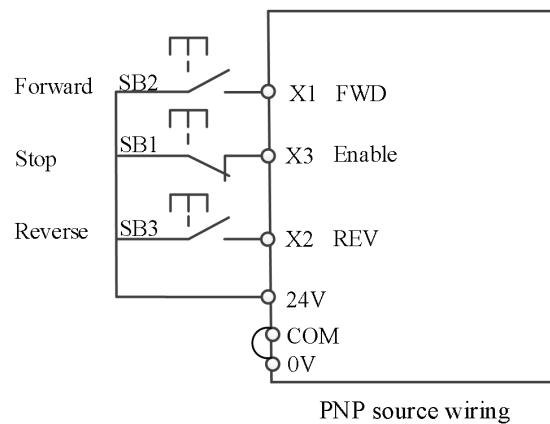 Forward SB2 X1 FWD
Stop SB1 X3 Enable
Reverse SB3 X2 REV
24V
COM
0V
PNP source wiring